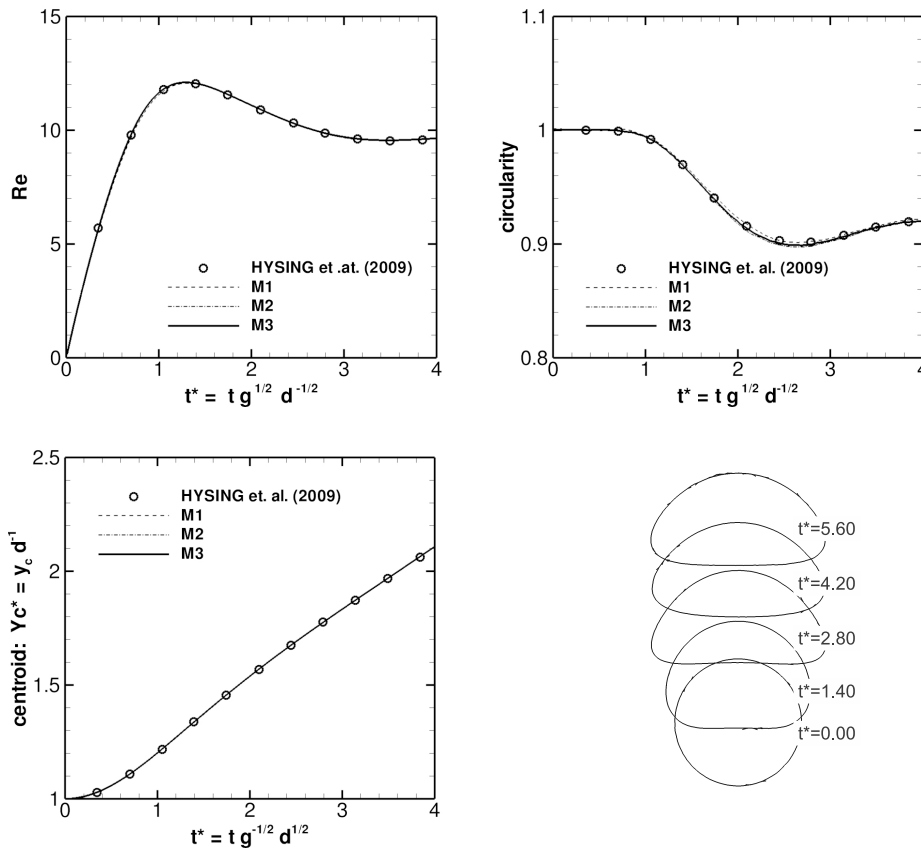 15
10
5
0
Re
HYSING et .at. (2009)
M1
M2
M3
0 1 2 3 4
t* = t g^1/2 d^-1/2
1.1
1
0.9
0.8
circularity
HYSING et. al. (2009)
M1
M2
M3
0 1 2 3 4
t* = t g^1/2 d^-1/2
2.5
2
1.5
1
centroid: Yc* = y_c d^-1
HYSING et. al. (2009)
M1
M2
M3
0 1 2 3 4
t* = t g^-1/2 d^1/2
t*=5.60
t*=4.20
t*=2.80
t*=1.40
t*=0.00